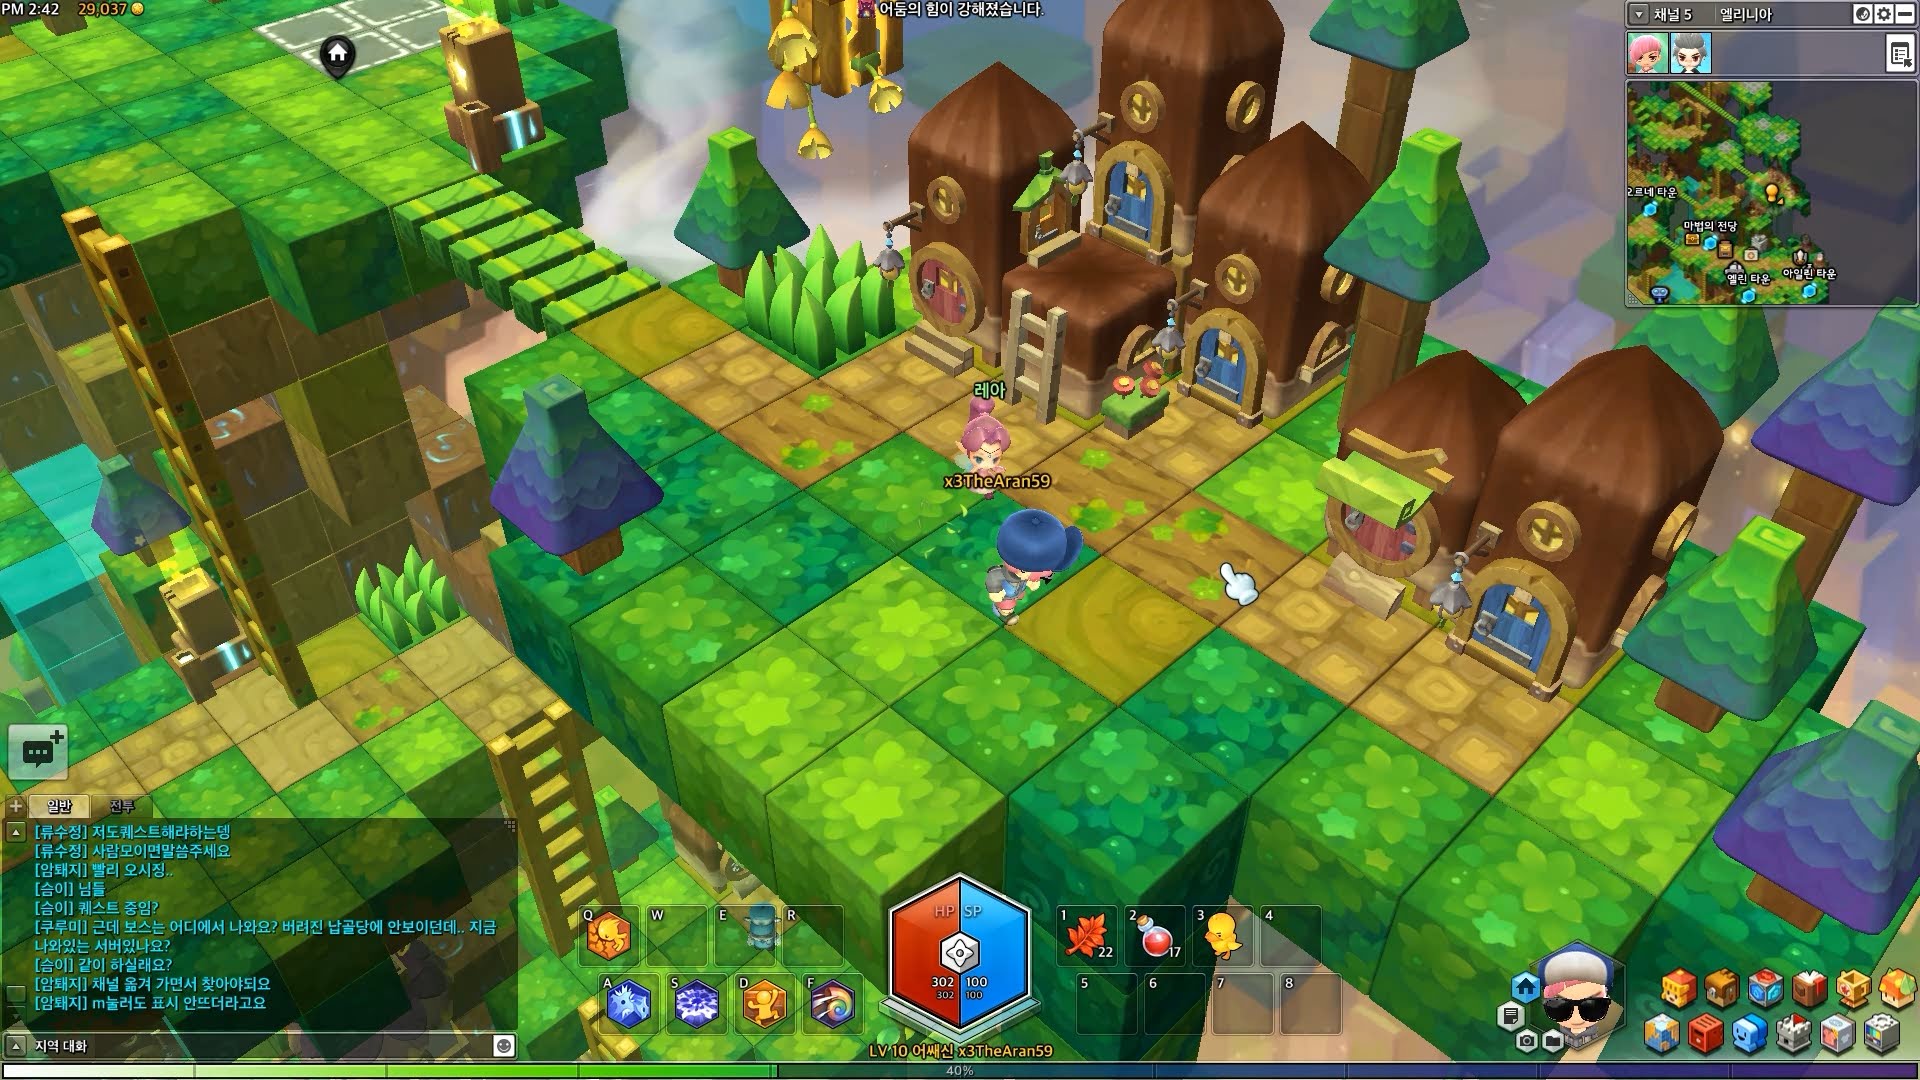 PM 2:42 29,037
어둠의 힘이 강해졌습니다.
채널 5 엘리니아
오르네 타운
마법의 전당
엘린 타운
아일린 타운
레아
x3TheAran59
일반 전투
[류수정] 저도퀘스트해랴하는뎅
[류수정] 사람모이면말씀주세요
[암퇘지] 빨리 오시징..
[슴이] 님들
[슴이] 퀘스트 중임?
[쿠루미] 근데 보스는 어디에서 나와요? 버려진 납골당에 안보이던데.. 지금
나와있는 서버있나요?
[슴이] 같이 하실래요?
[암퇘지] 채널 옮겨 가면서 찾아야되요
[암퇘지] m눌러도 표시 안뜨더라고요
지역 대화
Q W E R
A S D F
HP SP
302 100
302 100
1 22 2 17 3 4
5 6 7 8
LV 10 어쌔신 x3TheAran59
40%